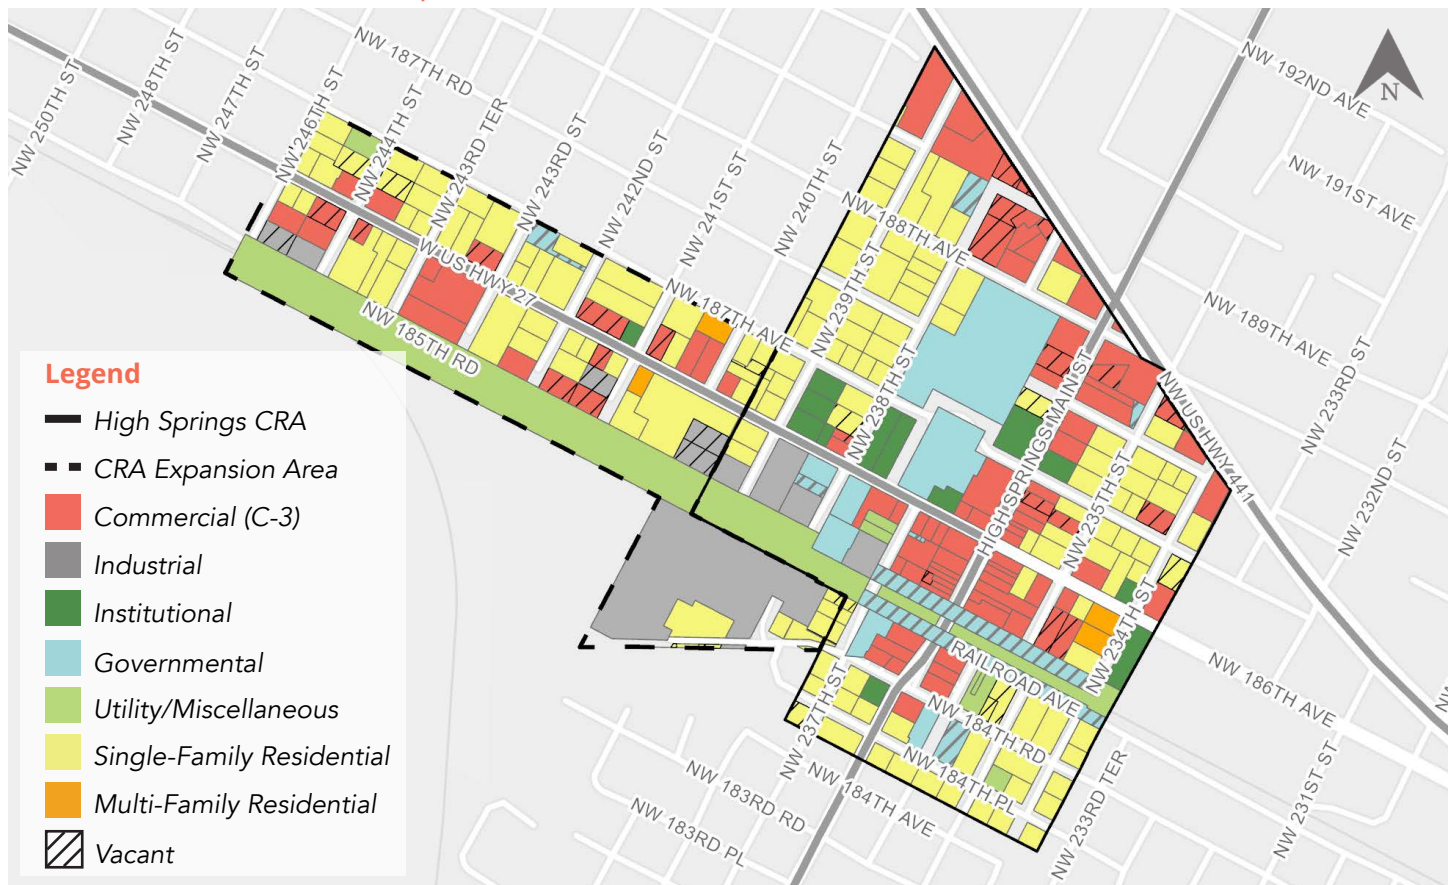 NW 250TH ST
NW 248TH ST
NW 247TH ST
NW 246TH ST
NW 244TH ST
NW 187TH RD
NW 243RD TER
NW 243RD ST
NW 242ND ST
NW 241ST ST
NW 240TH ST
NW 192ND AVE
N
NW 191ST AVE
NW 188TH AVE
W US HWY 27
NW 187TH AVE
NW 239TH ST
NW 189TH AVE
NW 185TH RD
NW 238TH ST
HIGH SPRINGS MAIN ST
NW US HWY 441
NW 233RD ST
NW 232ND ST
NW 235TH ST
NW 234TH ST
RAILROAD AVE
NW 186TH AVE
NW 237TH ST
NW 184TH RD
NW 184TH PL
NW 184TH AVE
NW 183RD RD
NW 183RD PL
NW 233RD TER
NW 231ST ST
Legend
High Springs CRA
CRA Expansion Area
Commercial (C-3)
Industrial
Institutional
Governmental
Utility/Miscellaneous
Single-Family Residential
Multi-Family Residential
Vacant